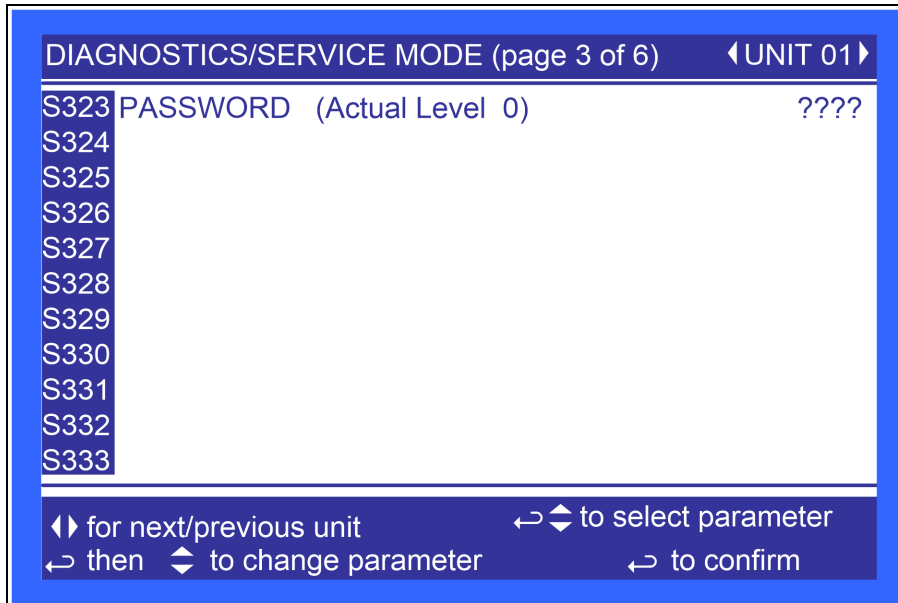 DIAGNOSTICS/SERVICE MODE (page 3 of 6) UNIT 01
S323 PASSWORD (Actual Level 0) ????
S324
S325
S326
S327
S328
S329
S330
S331
S332
S333
for next/previous unit
to select parameter
then to change parameter
to confirm